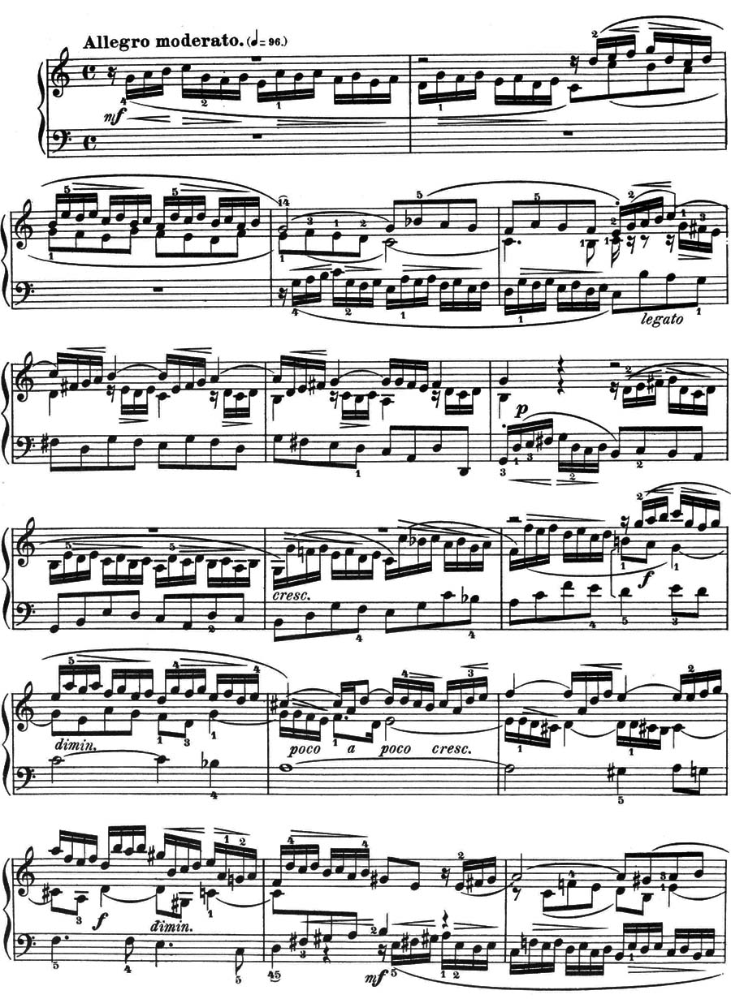 Allegro moderato. (♩= 96.)
mf
legato
p
cresc.
f
dimin.
poco a poco cresc.
f
dimin.
mf